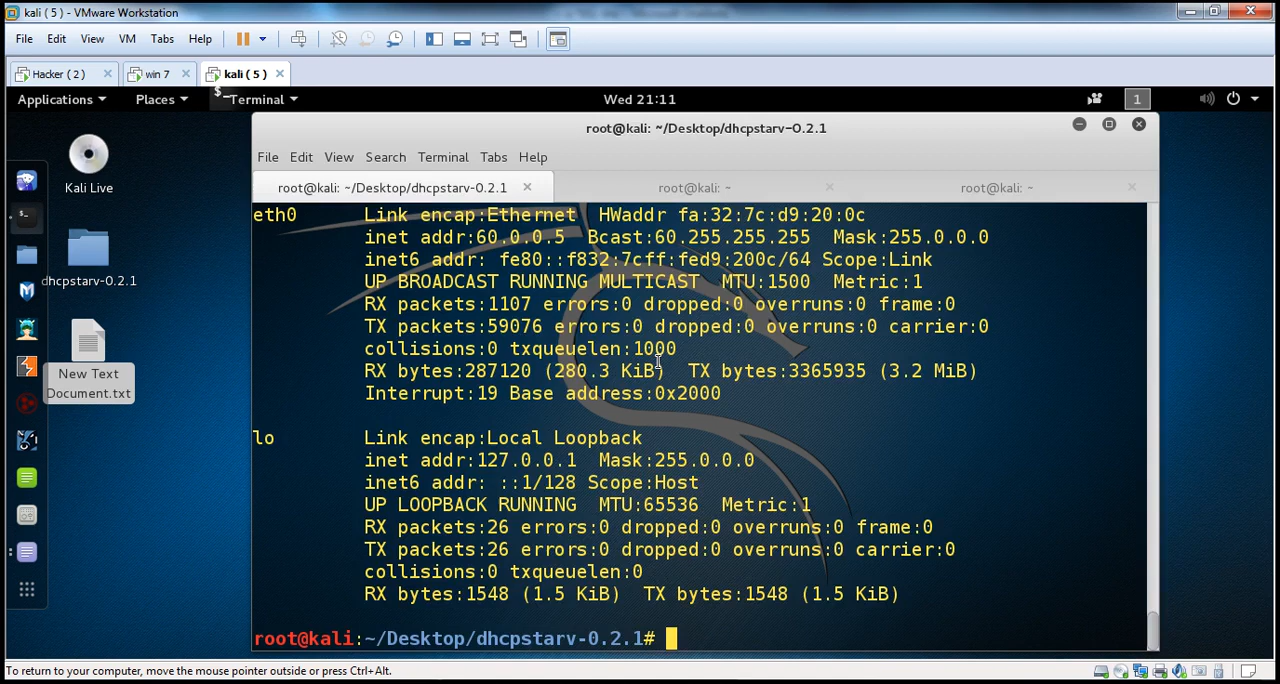 kali ( 5 ) - VMware Workstation
File Edit View VM Tabs Help
Hacker ( 2 ) × win 7 × kali ( 5 ) ×
Applications Places Terminal Wed 21:11 1
Kali Live
dhcpstarv-0.2.1
New Text
Document.txt
root@kali: ~/Desktop/dhcpstarv-0.2.1
File Edit View Search Terminal Tabs Help
root@kali: ~/Desktop/dhcpstarv-0.2.1 × root@kali: ~ × root@kali: ~ ×
eth0 Link encap:Ethernet HWaddr fa:32:7c:d9:20:0c
inet addr:60.0.0.5 Bcast:60.255.255.255 Mask:255.0.0.0
inet6 addr: fe80::f832:7cff:fed9:200c/64 Scope:Link
UP BROADCAST RUNNING MULTICAST MTU:1500 Metric:1
RX packets:1107 errors:0 dropped:0 overruns:0 frame:0
TX packets:59076 errors:0 dropped:0 overruns:0 carrier:0
collisions:0 txqueuelen:1000
RX bytes:287120 (280.3 KiB) TX bytes:3365935 (3.2 MiB)
Interrupt:19 Base address:0x2000
lo Link encap:Local Loopback
inet addr:127.0.0.1 Mask:255.0.0.0
inet6 addr: ::1/128 Scope:Host
UP LOOPBACK RUNNING MTU:65536 Metric:1
RX packets:26 errors:0 dropped:0 overruns:0 frame:0
TX packets:26 errors:0 dropped:0 overruns:0 carrier:0
collisions:0 txqueuelen:0
RX bytes:1548 (1.5 KiB) TX bytes:1548 (1.5 KiB)
root@kali:~/Desktop/dhcpstarv-0.2.1#
To return to your computer, move the mouse pointer outside or press Ctrl+Alt.